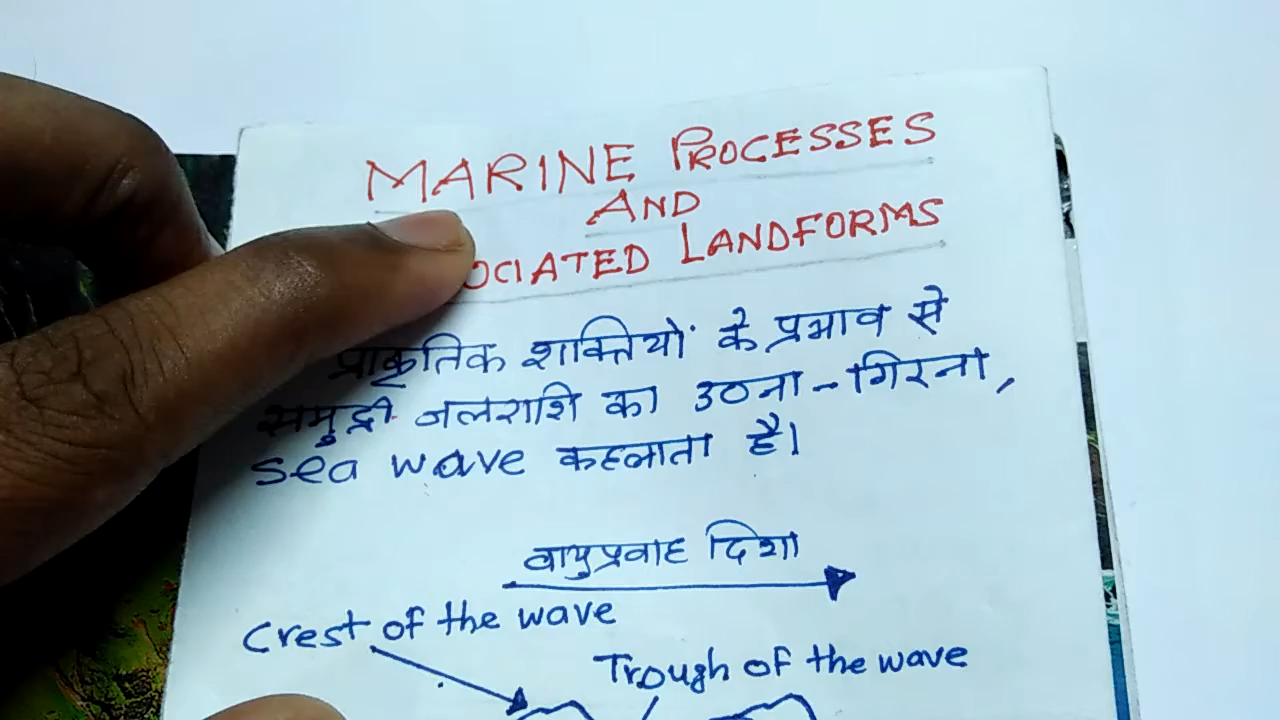 MARINE PROCESSES
AND
OCIATED LANDFORMS
प्राकृतिक शक्तियों के प्रभाव से
समुद्री जलराशि का उठना-गिरना,
sea wave कहलाता है।
वायुप्रवाह दिशा
Crest of the wave
Trough of the wave